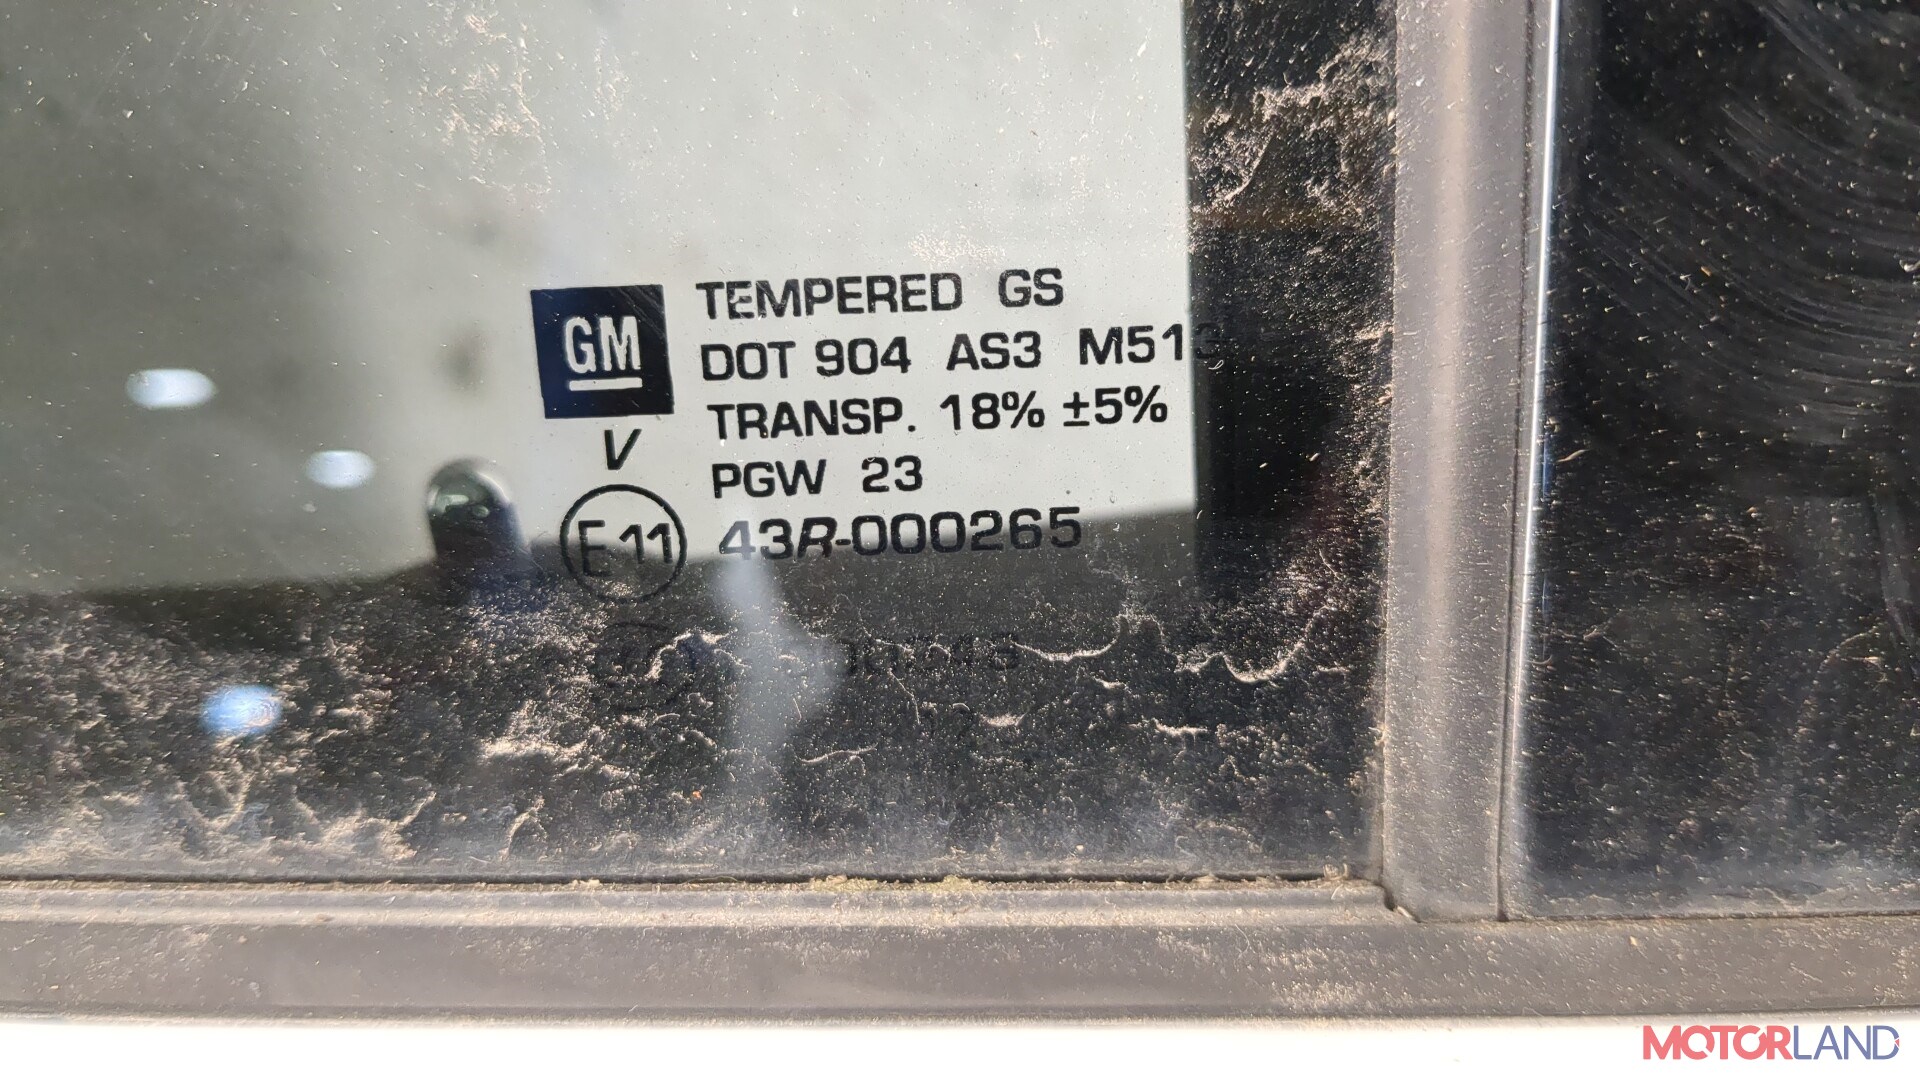 GM
TEMPERED GS
DOT 904 AS3 M513
TRANSP. 18% ±5%
V
PGW 23
E11
43R-000265
MOTORLAND